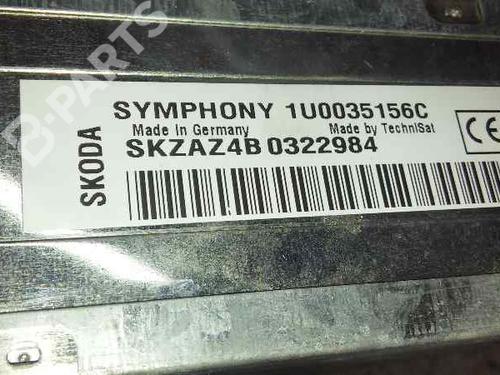 B-PARTS
SKODA
SYMPHONY 1U0035156C
Made in Germany Made by TechniSat
SKZAZ4B 0322984
CE